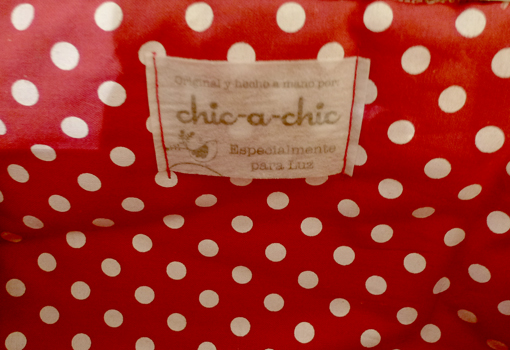 Original y hecho a mano por:
chic-a-chic
Especialmente
para Luz